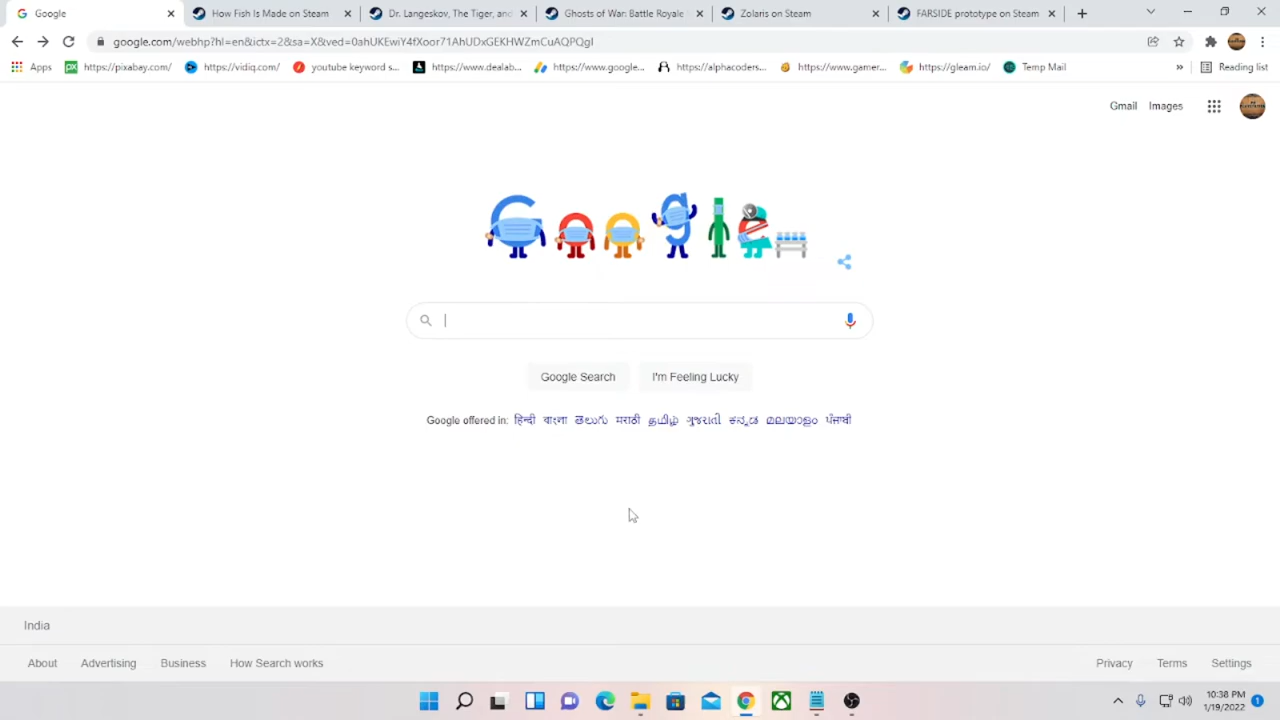 Google
How Fish Is Made on Steam
Dr. Langeskov, The Tiger, and
Ghosts of War: Battle Royale
Zolaris on Steam
FARSIDE prototype on Steam
google.com/webhp?hl=en&ictx=2&sa=X&ved=0ahUKEwiY4fXoor71AhUDxGEKHWZmCuAQPQgI
Apps
https://pixabay.com/
https://vidiq.com/
youtube keyword s...
https://www.dealab...
https://www.google...
https://alphacoders...
https://www.gamer...
https://gleam.io/
Temp Mail
»
Reading list
Gmail Images
Google
Google Search I'm Feeling Lucky
Google offered in: हिन्दी বাংলা తెలుగు मराठी தமிழ் ગુજરાતી ಕನ್ನಡ മലയാളം ਪੰਜਾਬੀ
India
About Advertising Business How Search works
Privacy Terms Settings
10:38 PM
1/19/2022
1